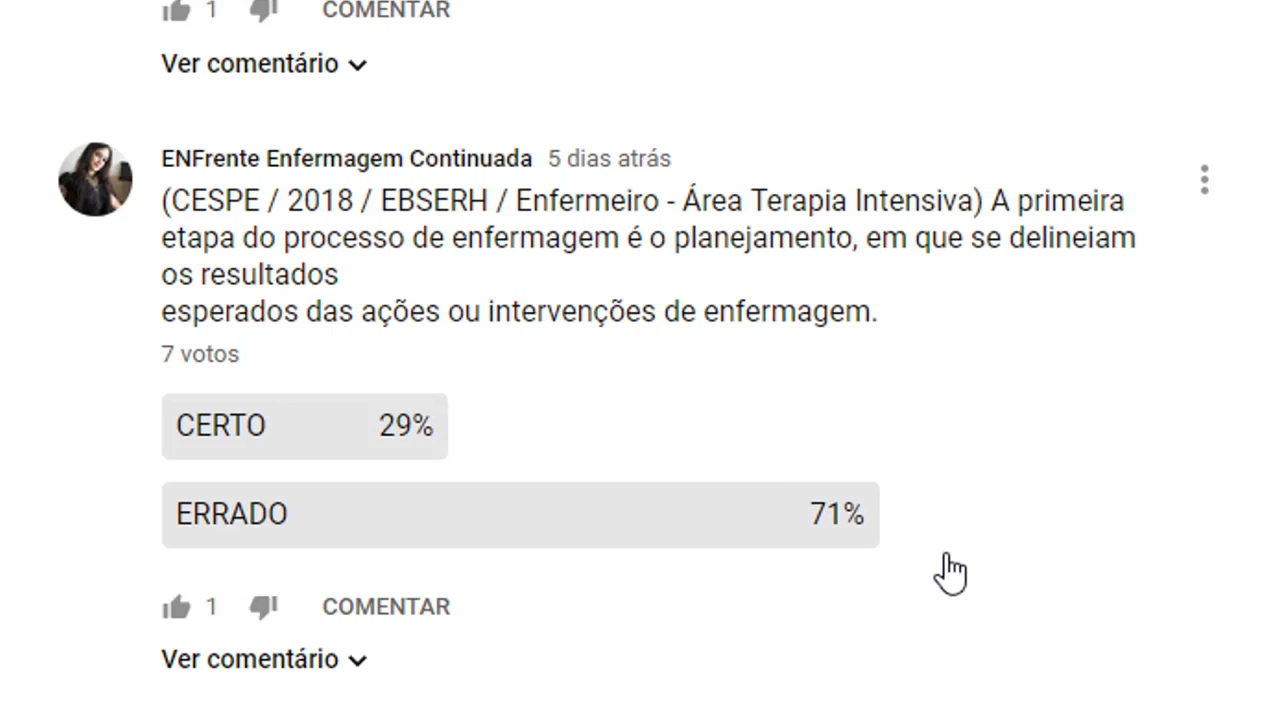 1 COMENTAR
Ver comentário
ENFrente Enfermagem Continuada 5 dias atrás
(CESPE / 2018 / EBSERH / Enfermeiro - Área Terapia Intensiva) A primeira
etapa do processo de enfermagem é o planejamento, em que se delineiam
os resultados
esperados das ações ou intervenções de enfermagem.
7 votos
CERTO 29%
ERRADO 71%
1 COMENTAR
Ver comentário